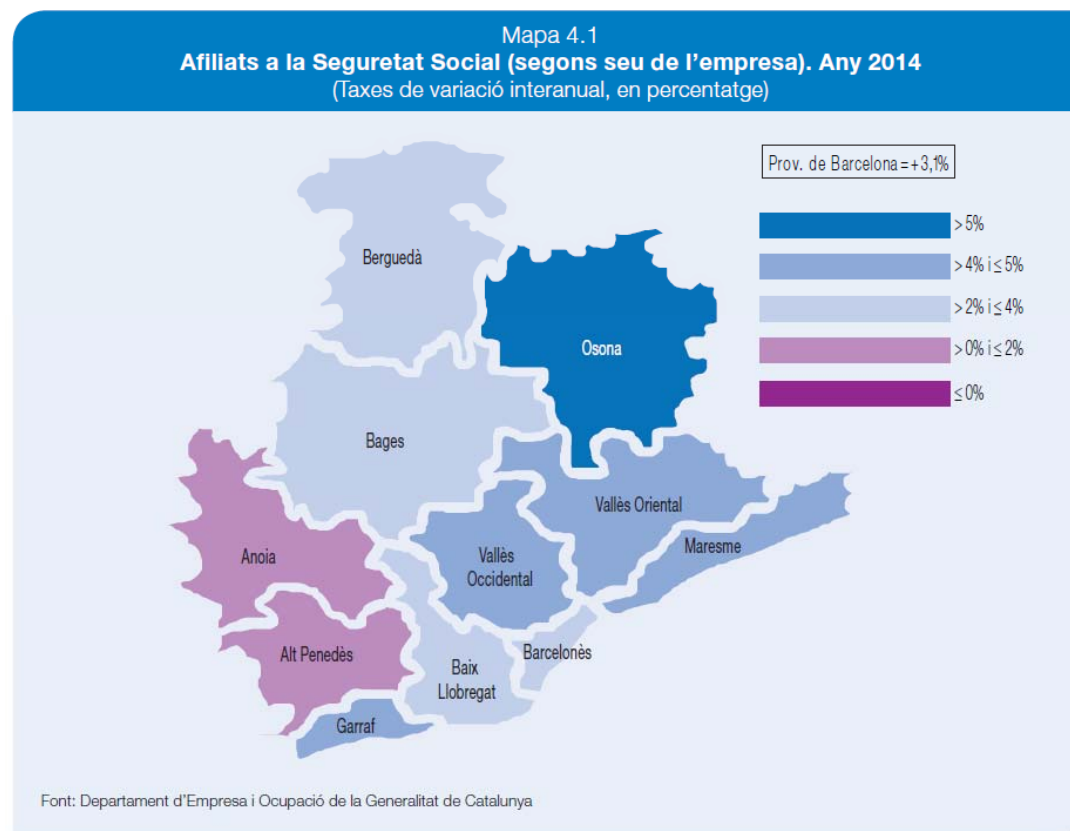 Mapa 4.1
Afiliats a la Seguretat Social (segons seu de l'empresa). Any 2014
(Taxes de variació interanual, en percentatge)
Prov. de Barcelona=+3,1%
>5%
>4% i≤5%
>2% i≤4%
>0% i≤2%
≤0%
Berguedà
Osona
Bages
Vallès Oriental
Maresme
Anoia
Vallès
Occidental
Alt Penedès
Barcelonès
Baix
Llobregat
Garraf
Font: Departament d'Empresa i Ocupació de la Generalitat de Catalunya